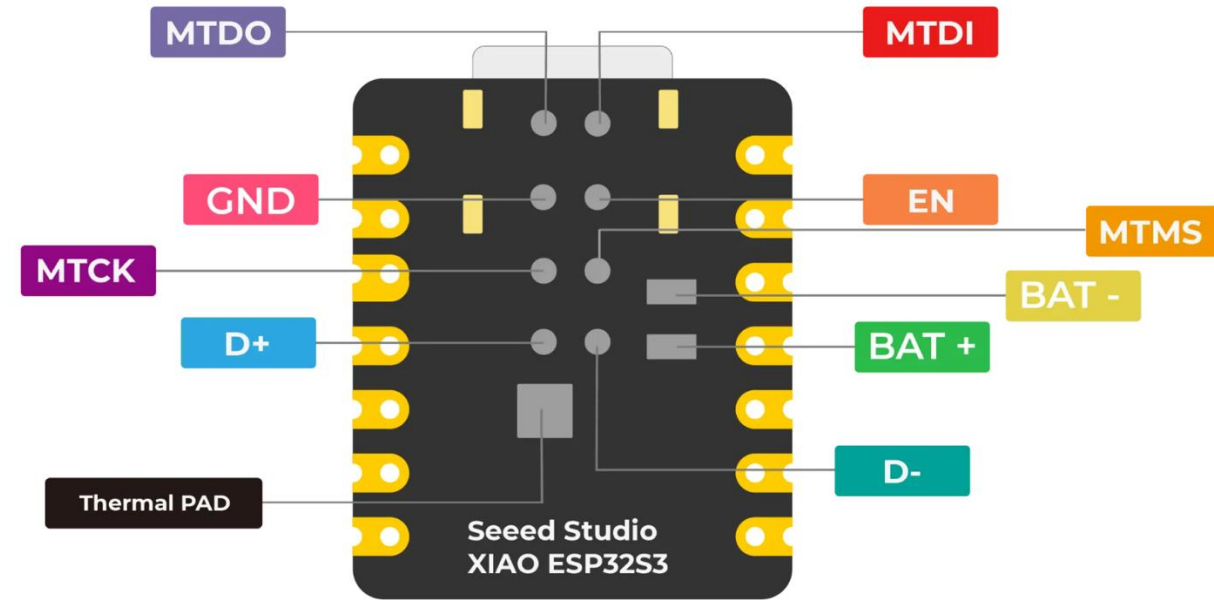 MTDO
MTDI
GND
EN
MTMS
MTCK
BAT -
D+
BAT +
D-
Thermal PAD
Seeed Studio
XIAO ESP32S3